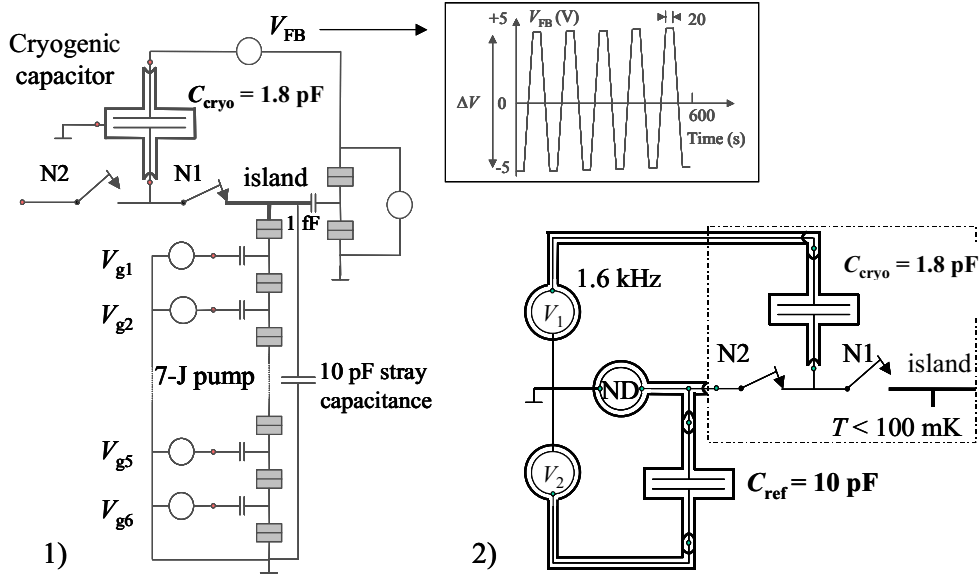 V_FB
Cryogenic
capacitor
C_cryo = 1.8 pF
N2
N1
island
1 fF
V_g1
V_g2
7-J pump
10 pF stray
capacitance
V_g5
V_g6
1)
+5
V_FB (V)
20
ΔV
0
600
Time (s)
-5
1.6 kHz
C_cryo = 1.8 pF
V_1
N2
N1
island
ND
T < 100 mK
V_2
C_ref = 10 pF
2)